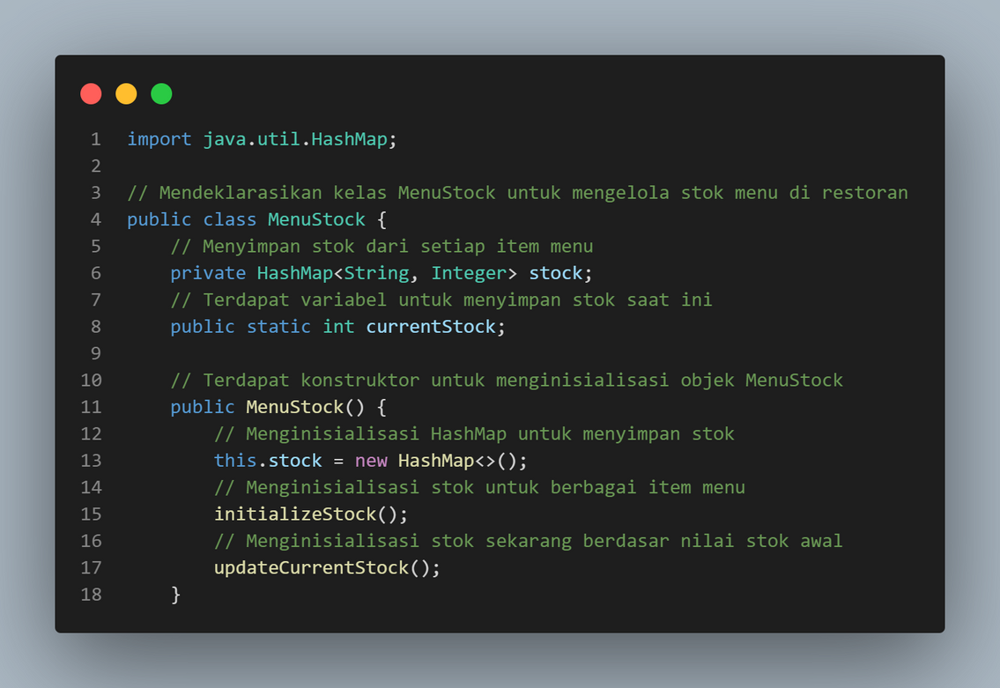 1 import java.util.HashMap;
2
3 // Mendeklarasikan kelas MenuStock untuk mengelola stok menu di restoran
4 public class MenuStock {
5     // Menyimpan stok dari setiap item menu
6     private HashMap<String, Integer> stock;
7     // Terdapat variabel untuk menyimpan stok saat ini
8     public static int currentStock;
9
10     // Terdapat konstruktor untuk menginisialisasi objek MenuStock
11     public MenuStock() {
12         // Menginisialisasi HashMap untuk menyimpan stok
13         this.stock = new HashMap<>();
14         // Menginisialisasi stok untuk berbagai item menu
15         initializeStock();
16         // Menginisialisasi stok sekarang berdasar nilai stok awal
17         updateCurrentStock();
18     }